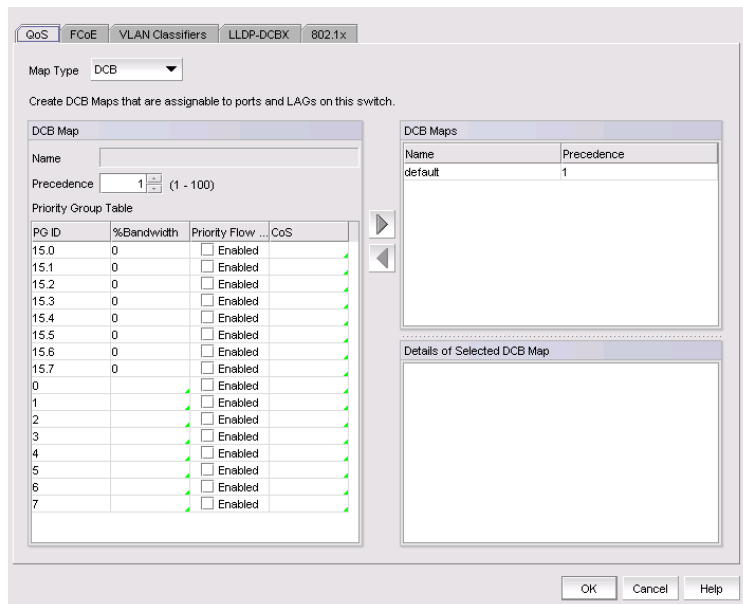 QoS FCoE VLAN Classifiers LLDP-DCBX 802.1x
Map Type DCB
Create DCB Maps that are assignable to ports and LAGs on this switch.
DCB Map
Name
Precedence 1 (1 - 100)
Priority Group Table
PG ID %Bandwidth Priority Flow ... CoS
15.0 0 Enabled
15.1 0 Enabled
15.2 0 Enabled
15.3 0 Enabled
15.4 0 Enabled
15.5 0 Enabled
15.6 0 Enabled
15.7 0 Enabled
0 Enabled
1 Enabled
2 Enabled
3 Enabled
4 Enabled
5 Enabled
6 Enabled
7 Enabled
DCB Maps
Name Precedence
default 1
Details of Selected DCB Map
OK Cancel Help